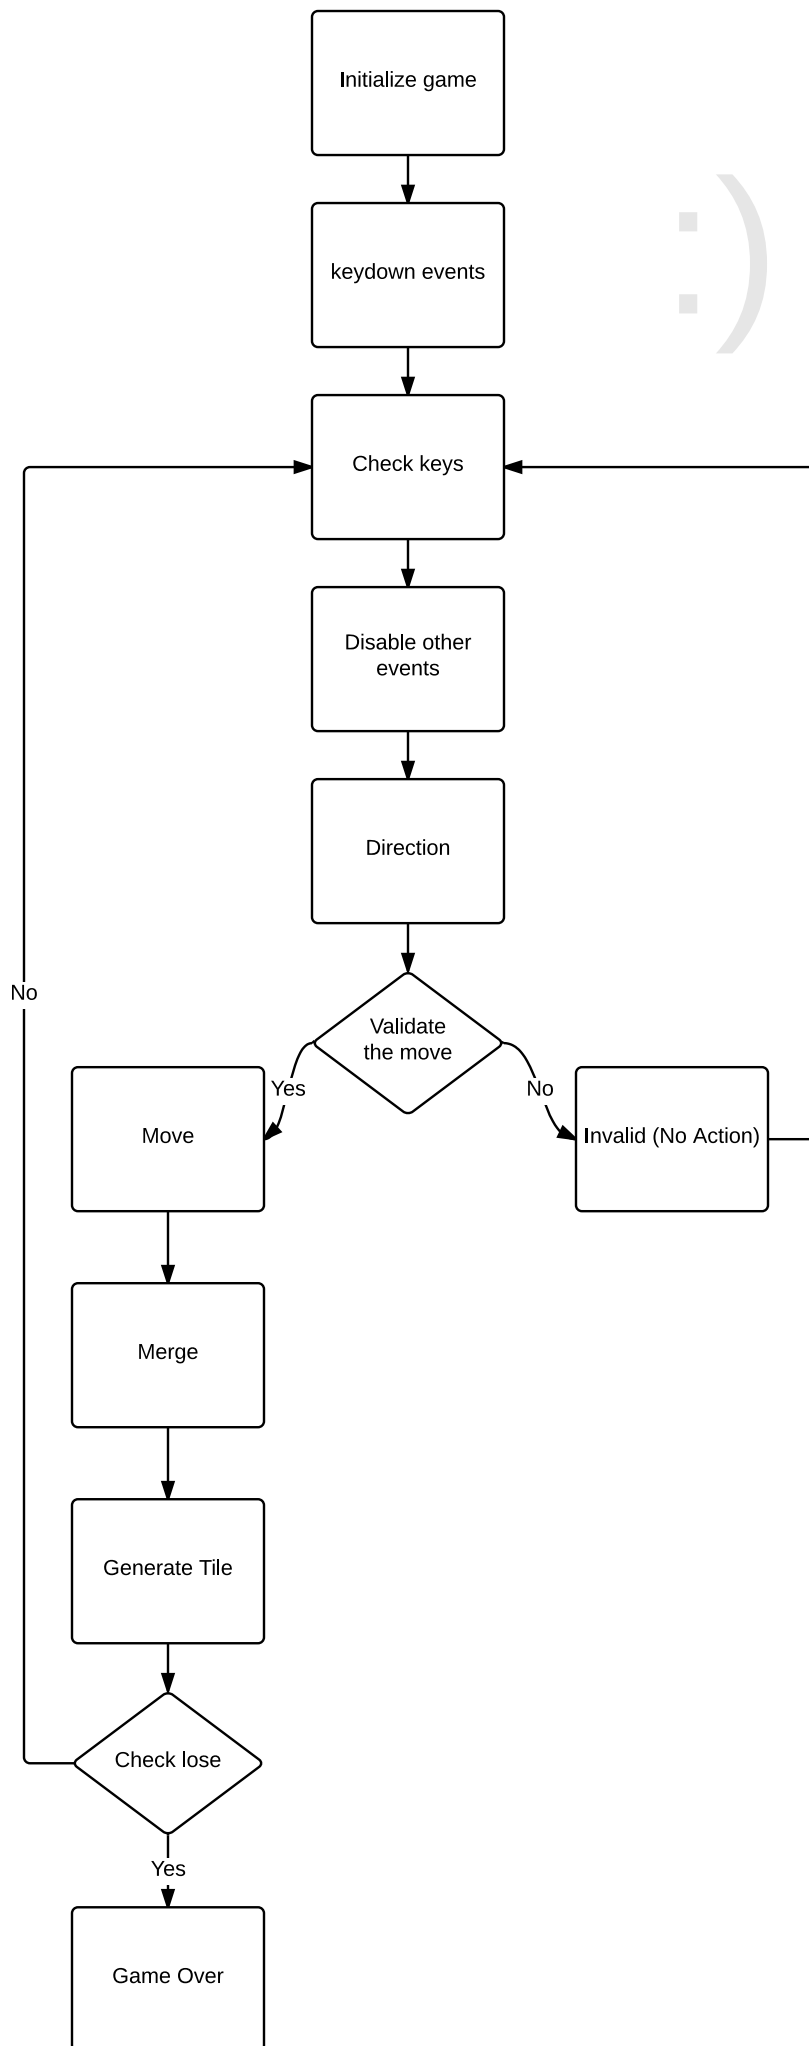 Initialize game
:)
keydown events
Check keys
Disable other
events
Direction
No
Validate
the move
Yes
No
Move
Invalid (No Action)
Merge
Generate Tile
Check lose
Yes
Game Over